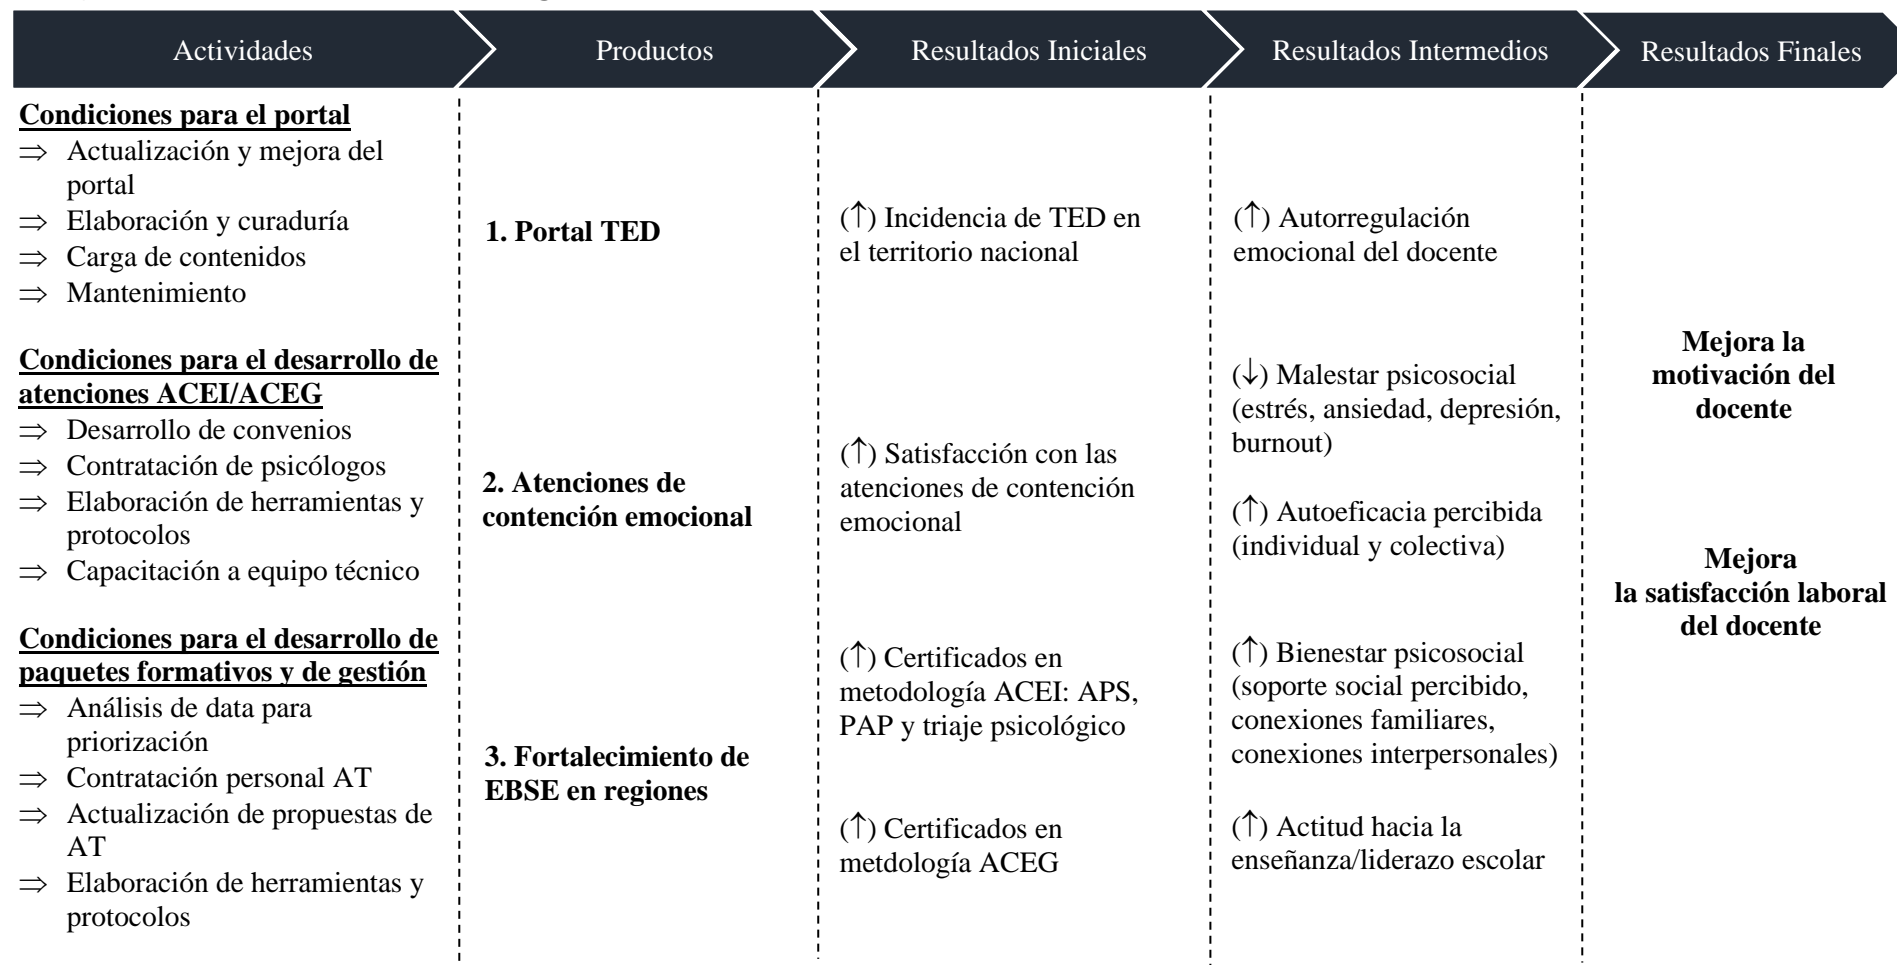 Actividades
Productos
Resultados Iniciales
Resultados Intermedios
Resultados Finales
Condiciones para el portal
⇒ Actualización y mejora del
portal
⇒ Elaboración y curaduría
⇒ Carga de contenidos
⇒ Mantenimiento
Condiciones para el desarrollo de
atenciones ACEI/ACEG
⇒ Desarrollo de convenios
⇒ Contratación de psicólogos
⇒ Elaboración de herramientas y
protocolos
⇒ Capacitación a equipo técnico
Condiciones para el desarrollo de
paquetes formativos y de gestión
⇒ Análisis de data para
priorización
⇒ Contratación personal AT
⇒ Actualización de propuestas de
AT
⇒ Elaboración de herramientas y
protocolos
1. Portal TED
2. Atenciones de
contención emocional
3. Fortalecimiento de
EBSE en regiones
(↑) Incidencia de TED en
el territorio nacional
(↑) Satisfacción con las
atenciones de contención
emocional
(↑) Certificados en
metodología ACEI: APS,
PAP y triaje psicológico
(↑) Certificados en
metdología ACEG
(↑) Autorregulación
emocional del docente
(↓) Malestar psicosocial
(estrés, ansiedad, depresión,
burnout)
(↑) Autoeficacia percibida
(individual y colectiva)
(↑) Bienestar psicosocial
(soporte social percibido,
conexiones familiares,
conexiones interpersonales)
(↑) Actitud hacia la
enseñanza/liderazo escolar
Mejora la
motivación del
docente
Mejora
la satisfacción laboral
del docente